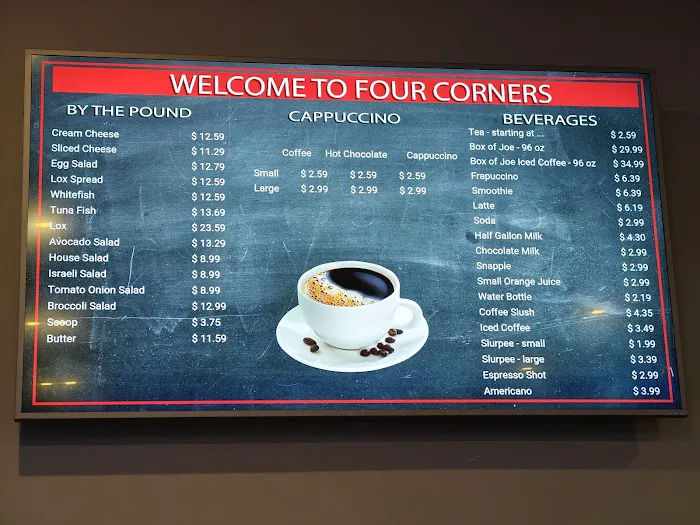 WELCOME TO FOUR CORNERS
BY THE POUND
Cream Cheese $ 12.59
Sliced Cheese $ 11.29
Egg Salad $ 12.79
Lox Spread $ 12.59
Whitefish $ 12.59
Tuna Fish $ 13.69
Lox $ 23.59
Avocado Salad $ 13.29
House Salad $ 8.99
Israeli Salad $ 8.99
Tomato Onion Salad $ 8.99
Broccoli Salad $ 12.99
Scoop $ 3.75
Butter $ 11.59
CAPPUCCINO
Coffee Hot Chocolate Cappuccino
Small $ 2.59 $ 2.59 $ 2.59
Large $ 2.99 $ 2.99 $ 2.99
BEVERAGES
Tea - starting at ... $ 2.59
Box of Joe - 96 oz $ 29.99
Box of Joe Iced Coffee - 96 oz $ 34.99
Frapuccino $ 6.39
Smoothie $ 6.39
Latte $ 6.19
Soda $ 2.99
Half Gallon Milk $ 4.30
Chocolate Milk $ 2.99
Snapple $ 2.99
Small Orange Juice $ 2.99
Water Bottle $ 2.19
Coffee Slush $ 4.35
Iced Coffee $ 3.49
Slurpee - small $ 1.99
Slurpee - large $ 3.39
Espresso Shot $ 2.99
Americano $ 3.99